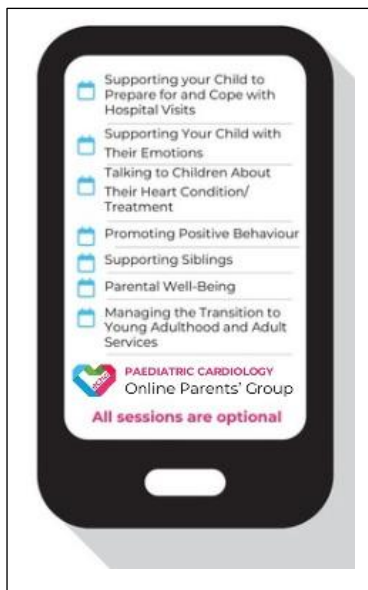 Supporting your Child to
Prepare for and Cope with
Hospital Visits
Supporting Your Child with
Their Emotions
Talking to Children About
Their Heart Condition/
Treatment
Promoting Positive Behaviour
Supporting Siblings
Parental Well-Being
Managing the Transition to
Young Adulthood and Adult
Services
PAEDIATRIC CARDIOLOGY
Online Parents' Group
All sessions are optional